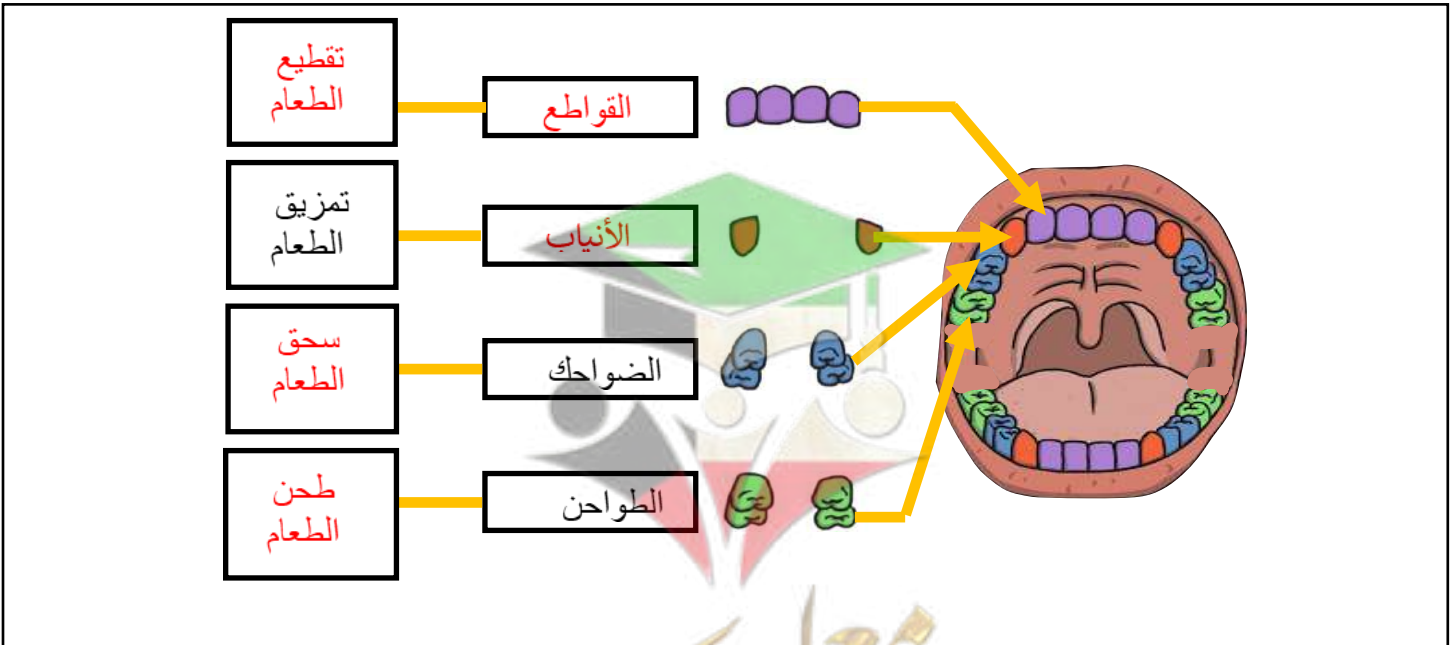 القواطع
تقطيع
الطعام
الأنياب
تمزيق
الطعام
الضواحك
سحق
الطعام
الطواحن
طحن
الطعام